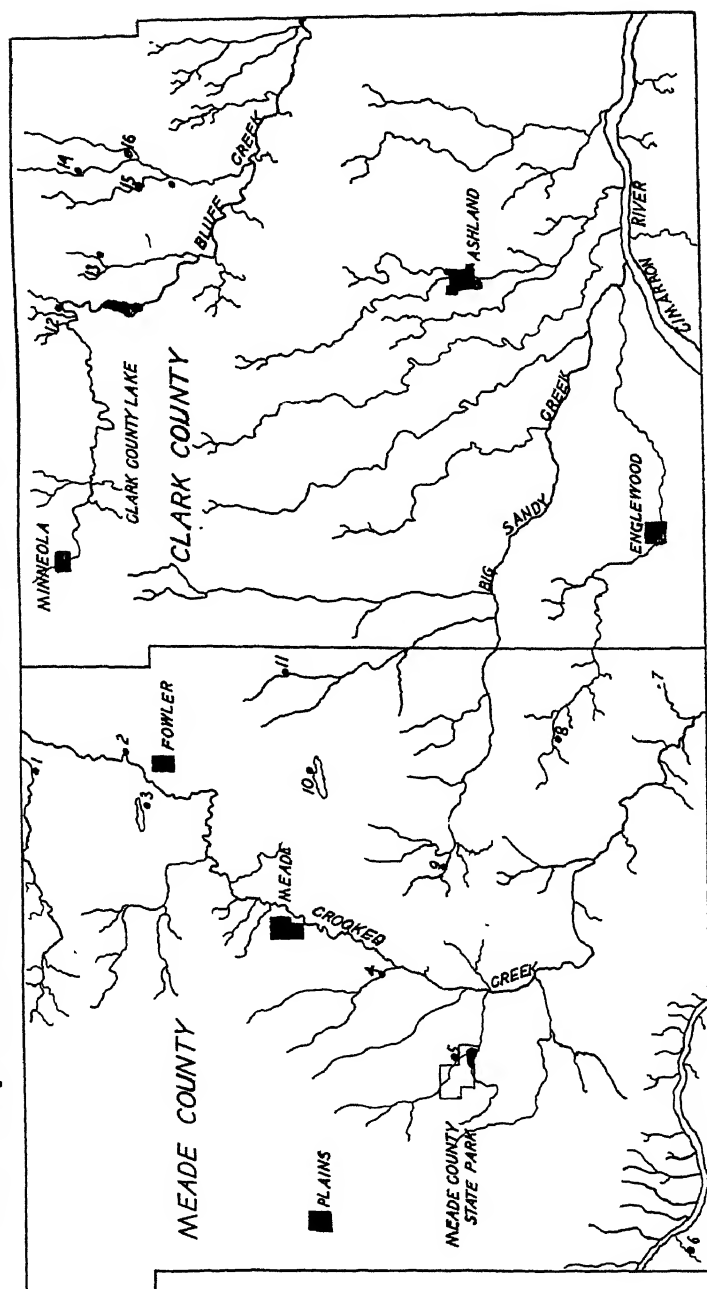 MEADE COUNTY
PLAINS
MEADE COUNTY
STATE PARK
MEADE
FOWLER
CROOKED
CREEK
1
2
3
4
5
6
7
8
9
10
11
CLARK COUNTY
MINNEOLA
CLARK COUNTY LAKE
BLUFF
CREEK
12
13
14
15
16
BIG
SANDY
CREEK
ASHLAND
ENGLEWOOD
CIMARRON
RIVER